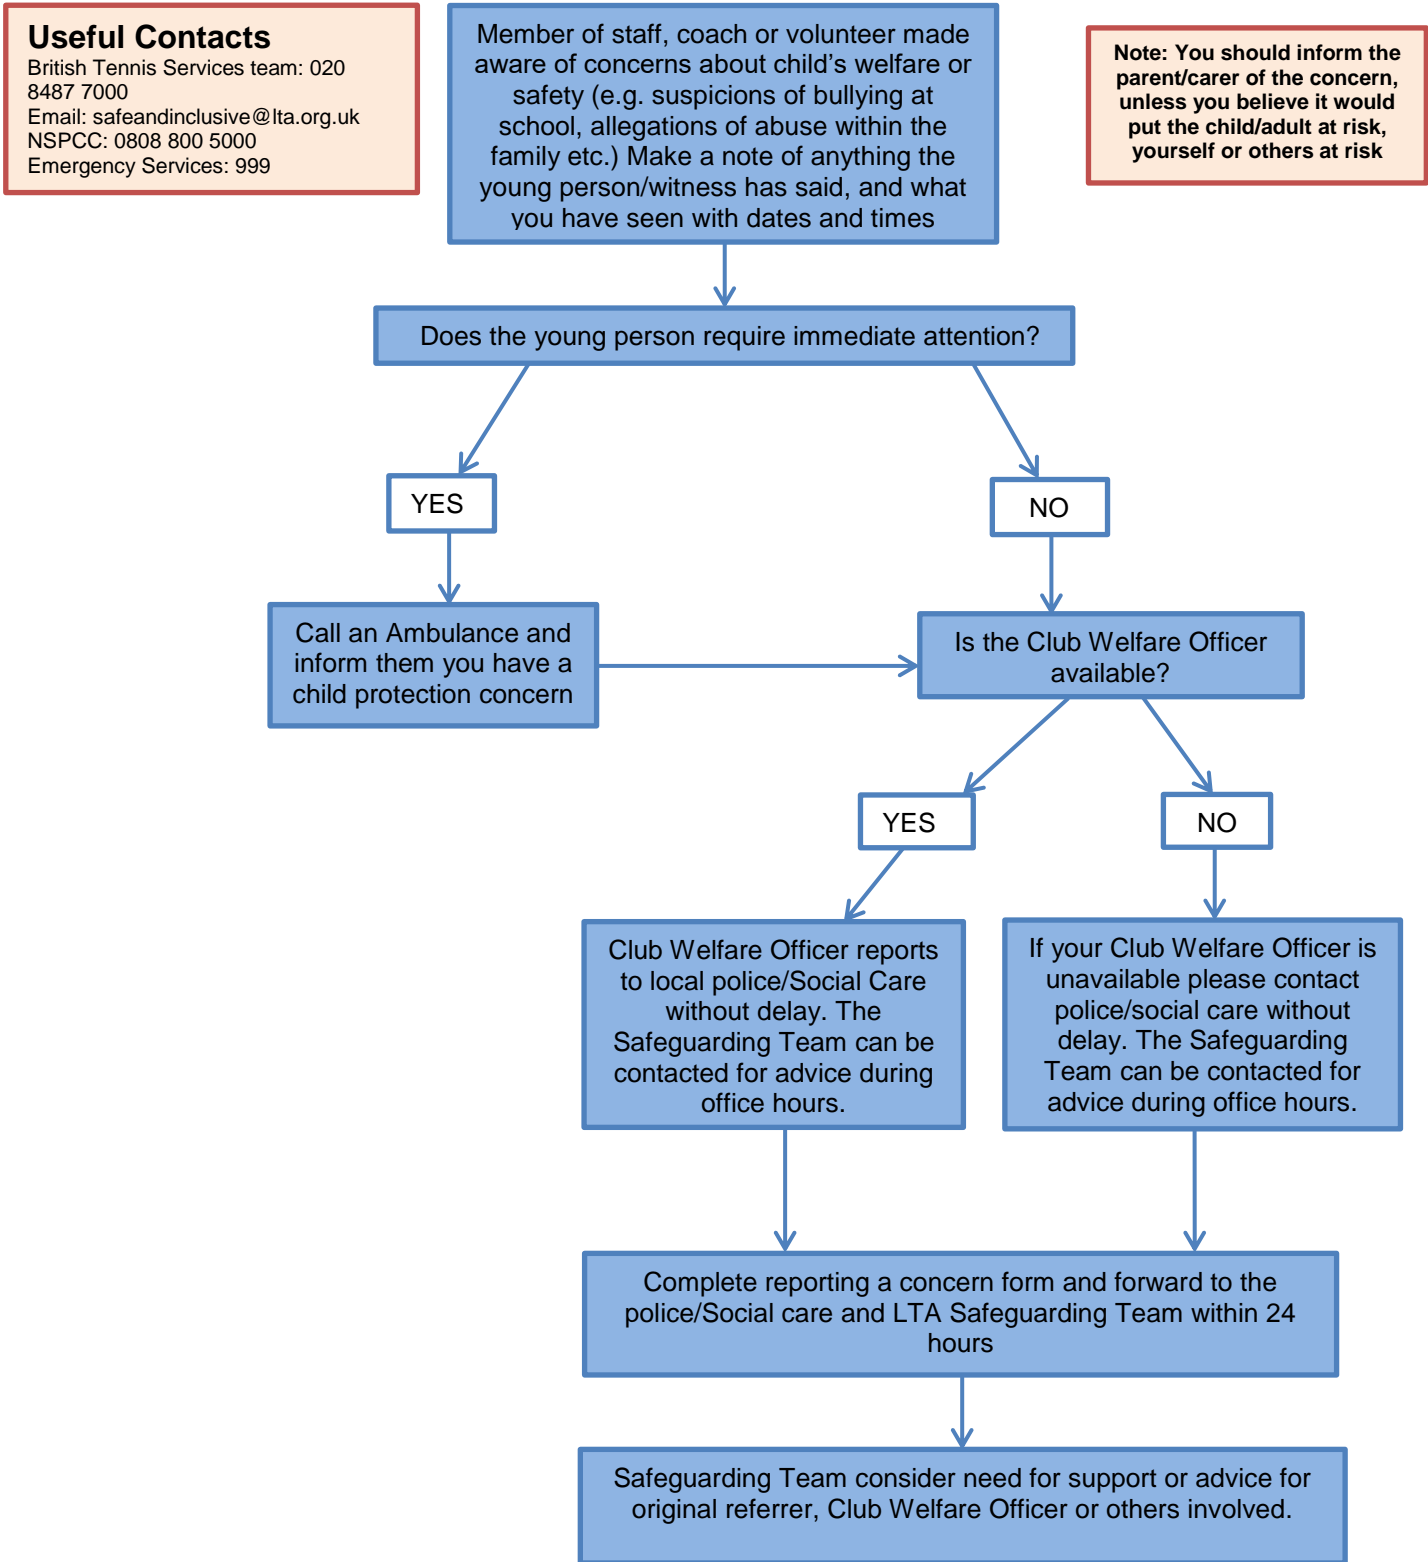 Useful Contacts
British Tennis Services team: 020
8487 7000
Email: safeandinclusive@lta.org.uk
NSPCC: 0808 800 5000
Emergency Services: 999
Member of staff, coach or volunteer made
aware of concerns about child's welfare or
safety (e.g. suspicions of bullying at
school, allegations of abuse within the
family etc.) Make a note of anything the
young person/witness has said, and what
you have seen with dates and times
Note: You should inform the
parent/carer of the concern,
unless you believe it would
put the child/adult at risk,
yourself or others at risk
Does the young person require immediate attention?
YES
NO
Call an Ambulance and
inform them you have a
child protection concern
Is the Club Welfare Officer
available?
YES
NO
Club Welfare Officer reports
to local police/Social Care
without delay. The
Safeguarding Team can be
contacted for advice during
office hours.
If your Club Welfare Officer is
unavailable please contact
police/social care without
delay. The Safeguarding
Team can be contacted for
advice during office hours.
Complete reporting a concern form and forward to the
police/Social care and LTA Safeguarding Team within 24
hours
Safeguarding Team consider need for support or advice for
original referrer, Club Welfare Officer or others involved.